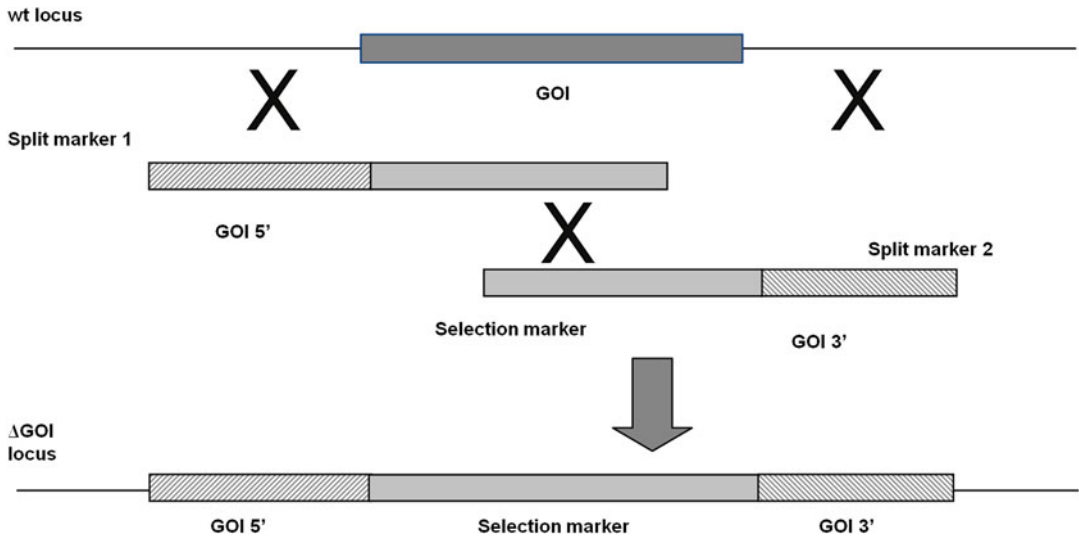 wt locus
GOI
Split marker 1
GOI 5’
Split marker 2
Selection marker
GOI 3’
ΔGOI
locus
GOI 5’
Selection marker
GOI 3’